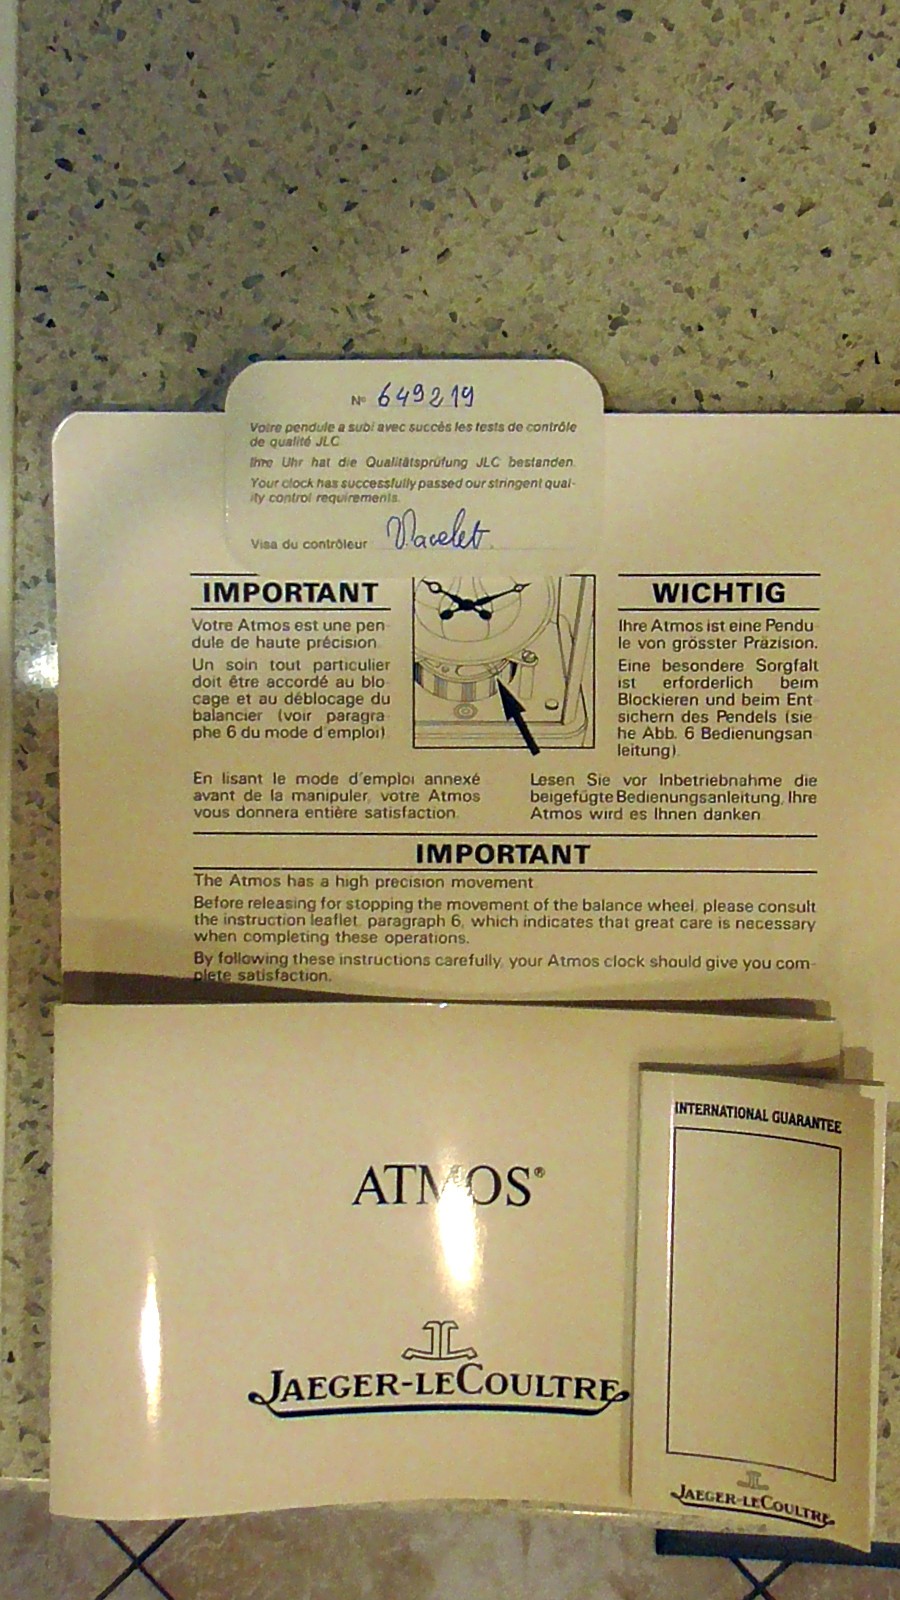 N° 649219
Votre pendule a subi avec succès les tests de contrôle
de qualité JLC
Ihre Uhr hat die Qualitätsprüfung JLC bestanden.
Your clock has successfully passed our stringent qual-
ity control requirements.
Visa du contrôleur
IMPORTANT
Votre Atmos est une pen
dule de haute précision
Un soin tout particulier
doit être accordé au blo
cage et au déblocage du
balancier (voir paragra
phe 6 du mode d'emploi)
WICHTIG
Ihre Atmos ist eine Pendu
le von grösster Präzision.
Eine besondere Sorgfalt
ist erforderlich beim
Blockieren und beim Ent
sichern des Pendels (sie
he Abb. 6 Bedienungsan
leitung)
En lisant le mode d'emploi annexé
avant de la manipuler, votre Atmos
vous donnera entière satisfaction
Lesen Sie vor Inbetriebnahme die
beigefügte Bedienungsanleitung, Ihre
Atmos wird es Ihnen danken
IMPORTANT
The Atmos has a high precision movement
Before releasing for stopping the movement of the balance wheel, please consult
the instruction leaflet, paragraph 6, which indicates that great care is necessary
when completing these operations.
By following these instructions carefully, your Atmos clock should give you com-
plete satisfaction.
ATMOS®
JAEGER-LECOULTRE
INTERNATIONAL GUARANTEE
JAEGER-LECOULTRE